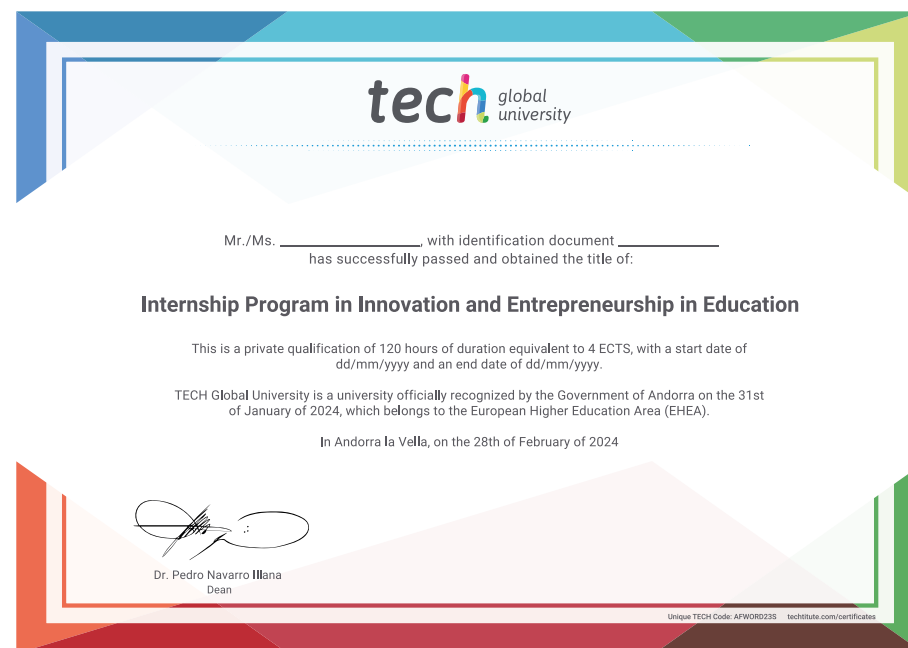 tech global university
Mr./Ms. ____________________, with identification document ______________
has successfully passed and obtained the title of:
Internship Program in Innovation and Entrepreneurship in Education
This is a private qualification of 120 hours of duration equivalent to 4 ECTS, with a start date of
dd/mm/yyyy and an end date of dd/mm/yyyy.
TECH Global University is a university officially recognized by the Government of Andorra on the 31st
of January of 2024, which belongs to the European Higher Education Area (EHEA).
In Andorra la Vella, on the 28th of February of 2024
Dr. Pedro Navarro Illana
Dean
Unique TECH Code: AFWORD23S techtitute.com/certificates